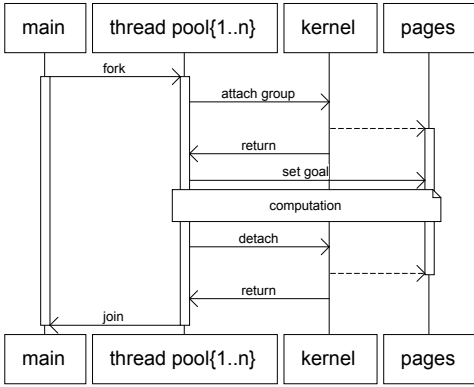 main thread pool{1..n} kernel pages
fork
attach group
return
set goal
computation
detach
return
join
main thread pool{1..n} kernel pages